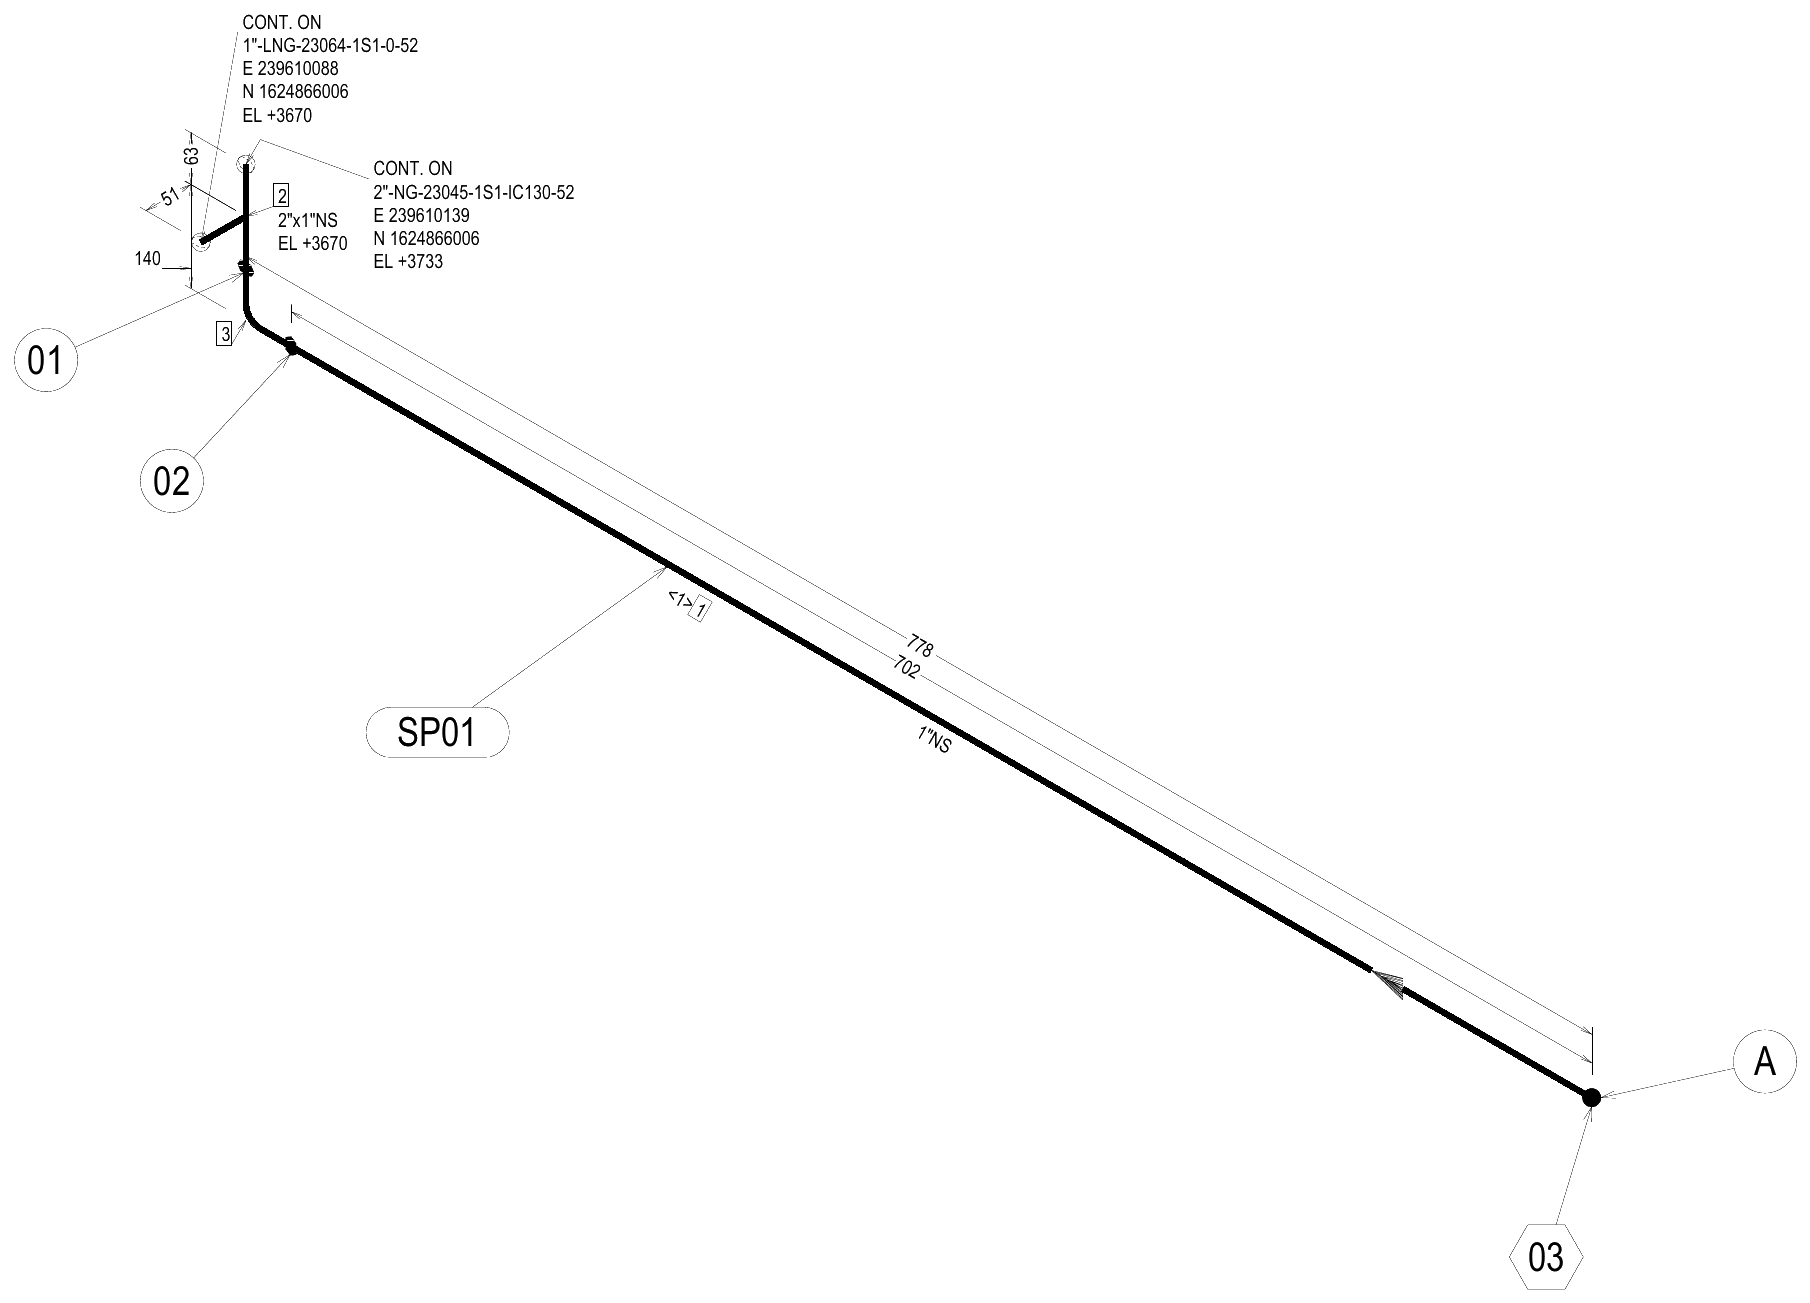 CONT. ON
1"-LNG-23064-1S1-0-52
E 239610088
N 1624866006
EL +3670
63
51
140
CONT. ON
2"-NG-23045-1S1-IC130-52
E 239610139
N 1624866006
EL +3733
2
2"x1"NS
EL +3670
3
01
02
<1> 1
SP01
778
702
1"NS
A
03